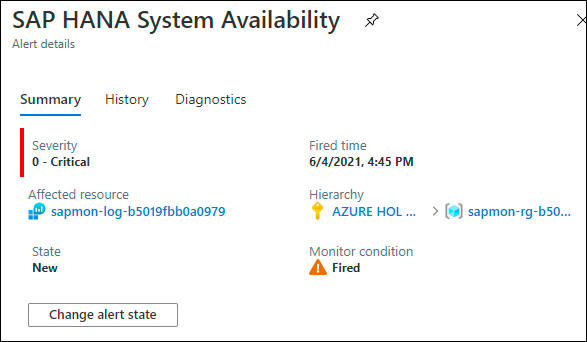 SAP HANA System Availability
Alert details
Summary History Diagnostics
Severity Fired time
0 - Critical 6/4/2021, 4:45 PM
Affected resource Hierarchy
sapmon-log-b5019fbb0a0979 AZURE HOL ... > sapmon-rg-b50...
State Monitor condition
New Fired
Change alert state